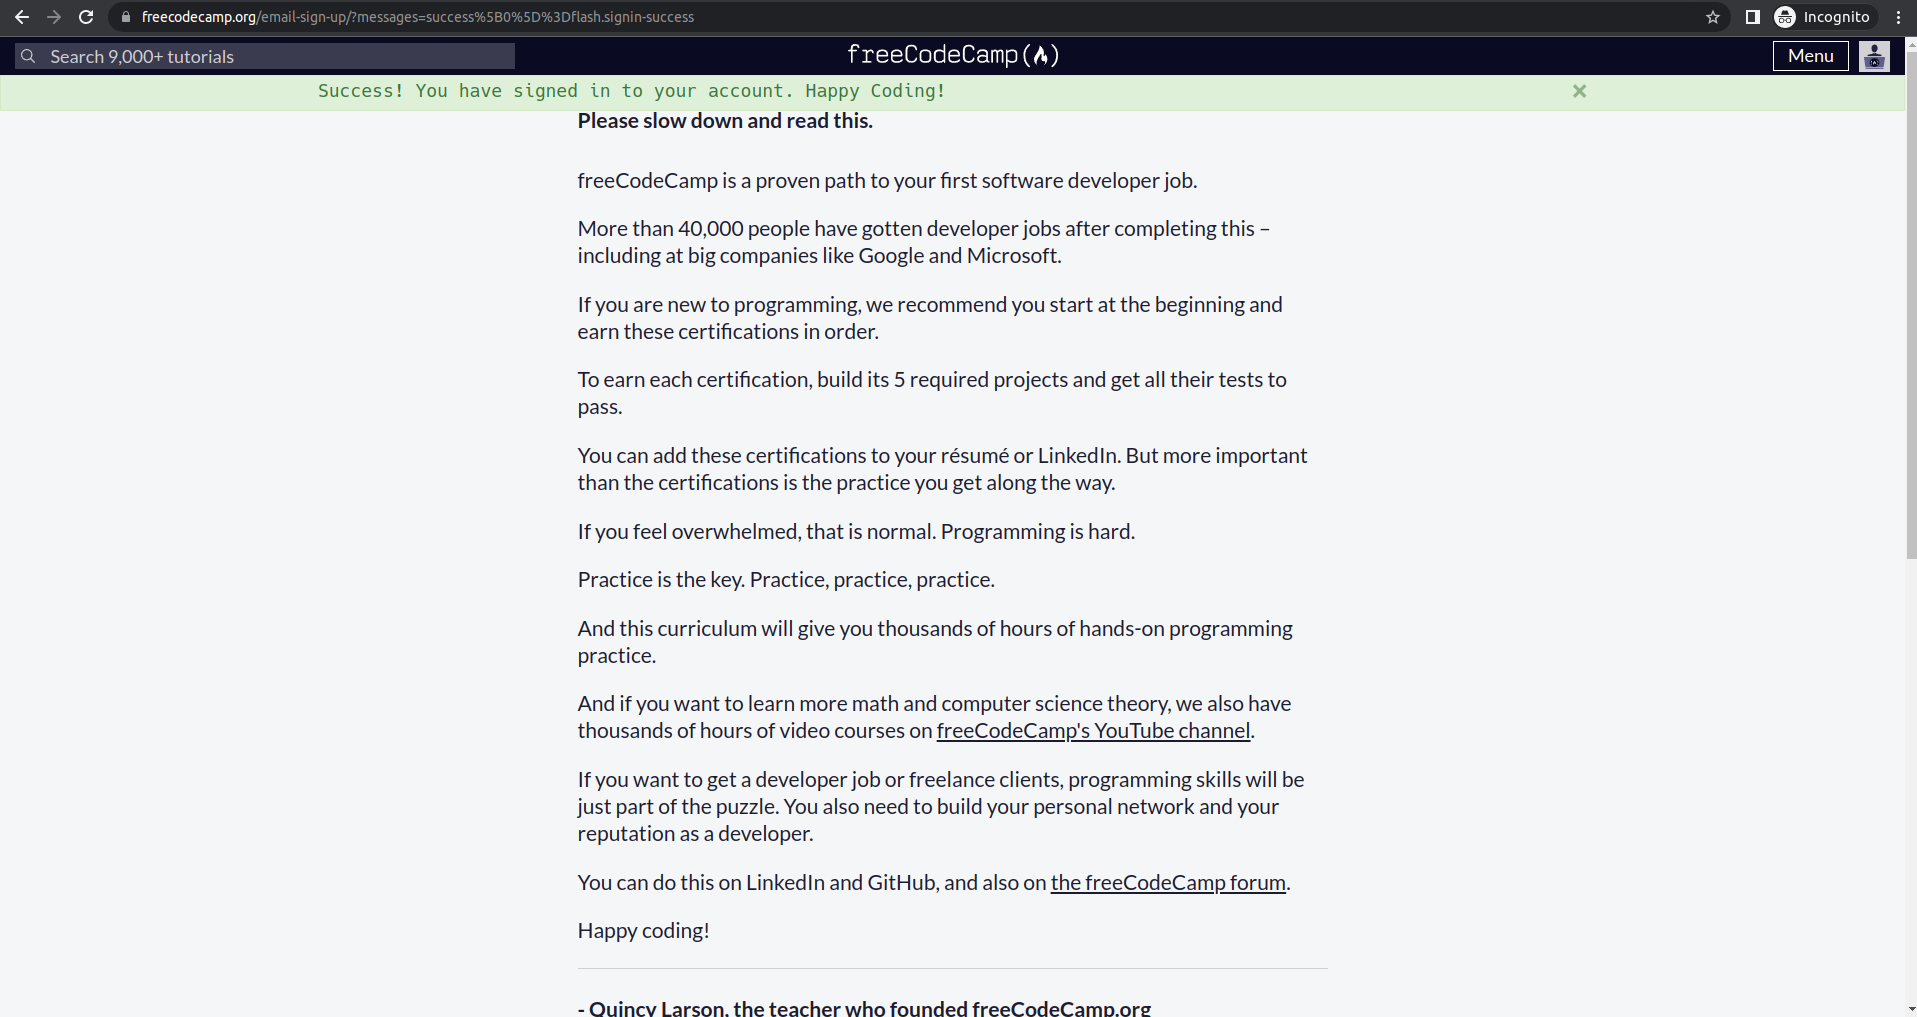 freecodecamp.org/email-sign-up/?messages=success%5B0%5D%3Dflash.signin-success
Incognito
Search 9,000+ tutorials
freeCodeCamp
Menu
Success! You have signed in to your account. Happy Coding!
Please slow down and read this.
freeCodeCamp is a proven path to your first software developer job.
More than 40,000 people have gotten developer jobs after completing this –
including at big companies like Google and Microsoft.
If you are new to programming, we recommend you start at the beginning and
earn these certifications in order.
To earn each certification, build its 5 required projects and get all their tests to
pass.
You can add these certifications to your résumé or LinkedIn. But more important
than the certifications is the practice you get along the way.
If you feel overwhelmed, that is normal. Programming is hard.
Practice is the key. Practice, practice, practice.
And this curriculum will give you thousands of hours of hands-on programming
practice.
And if you want to learn more math and computer science theory, we also have
thousands of hours of video courses on freeCodeCamp's YouTube channel.
If you want to get a developer job or freelance clients, programming skills will be
just part of the puzzle. You also need to build your personal network and your
reputation as a developer.
You can do this on LinkedIn and GitHub, and also on the freeCodeCamp forum.
Happy coding!
- Quincy Larson, the teacher who founded freeCodeCamp.org